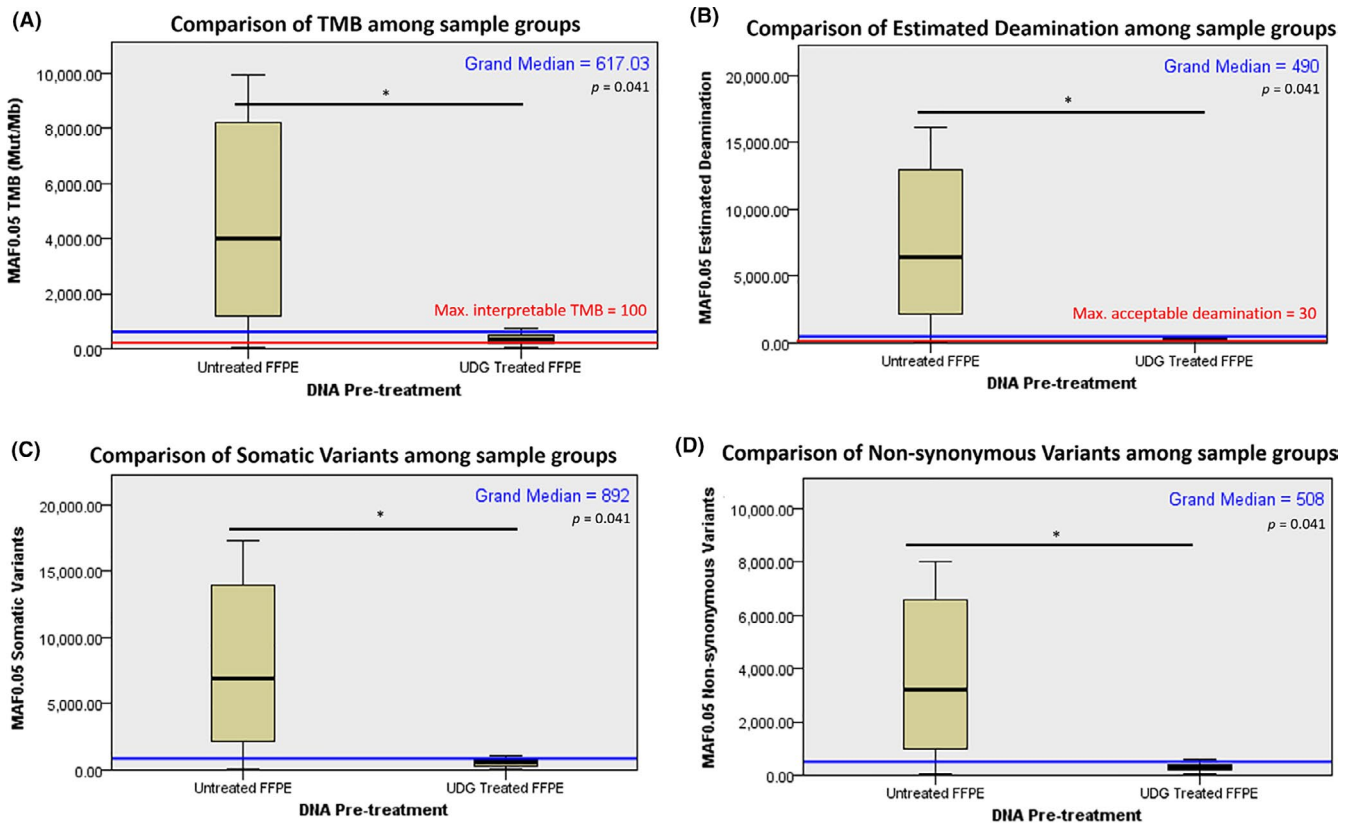 (A)
Comparison of TMB among sample groups
Grand Median = 617.03
p = 0.041
*
10,000.00
8,000.00
6,000.00
4,000.00
2,000.00
0.00
MAF0.05 TMB (Mut/Mb)
Max. interpretable TMB = 100
Untreated FFPE
UDG Treated FFPE
DNA Pre-treatment
(B)
Comparison of Estimated Deamination among sample groups
Grand Median = 490
p = 0.041
*
20,000.00
15,000.00
10,000.00
5,000.00
0.00
MAF0.05 Estimated Deamination
Max. acceptable deamination = 30
Untreated FFPE
UDG Treated FFPE
DNA Pre-treatment
(C)
Comparison of Somatic Variants among sample groups
Grand Median = 892
p = 0.041
*
20,000.00
15,000.00
10,000.00
5,000.00
0.00
MAF0.05 Somatic Variants
Untreated FFPE
UDG Treated FFPE
DNA Pre-treatment
(D)
Comparison of Non-synonymous Variants among sample groups
Grand Median = 508
p = 0.041
*
10,000.00
8,000.00
6,000.00
4,000.00
2,000.00
0.00
MAF0.05 Non-synonymous Variants
Untreated FFPE
UDG Treated FFPE
DNA Pre-treatment